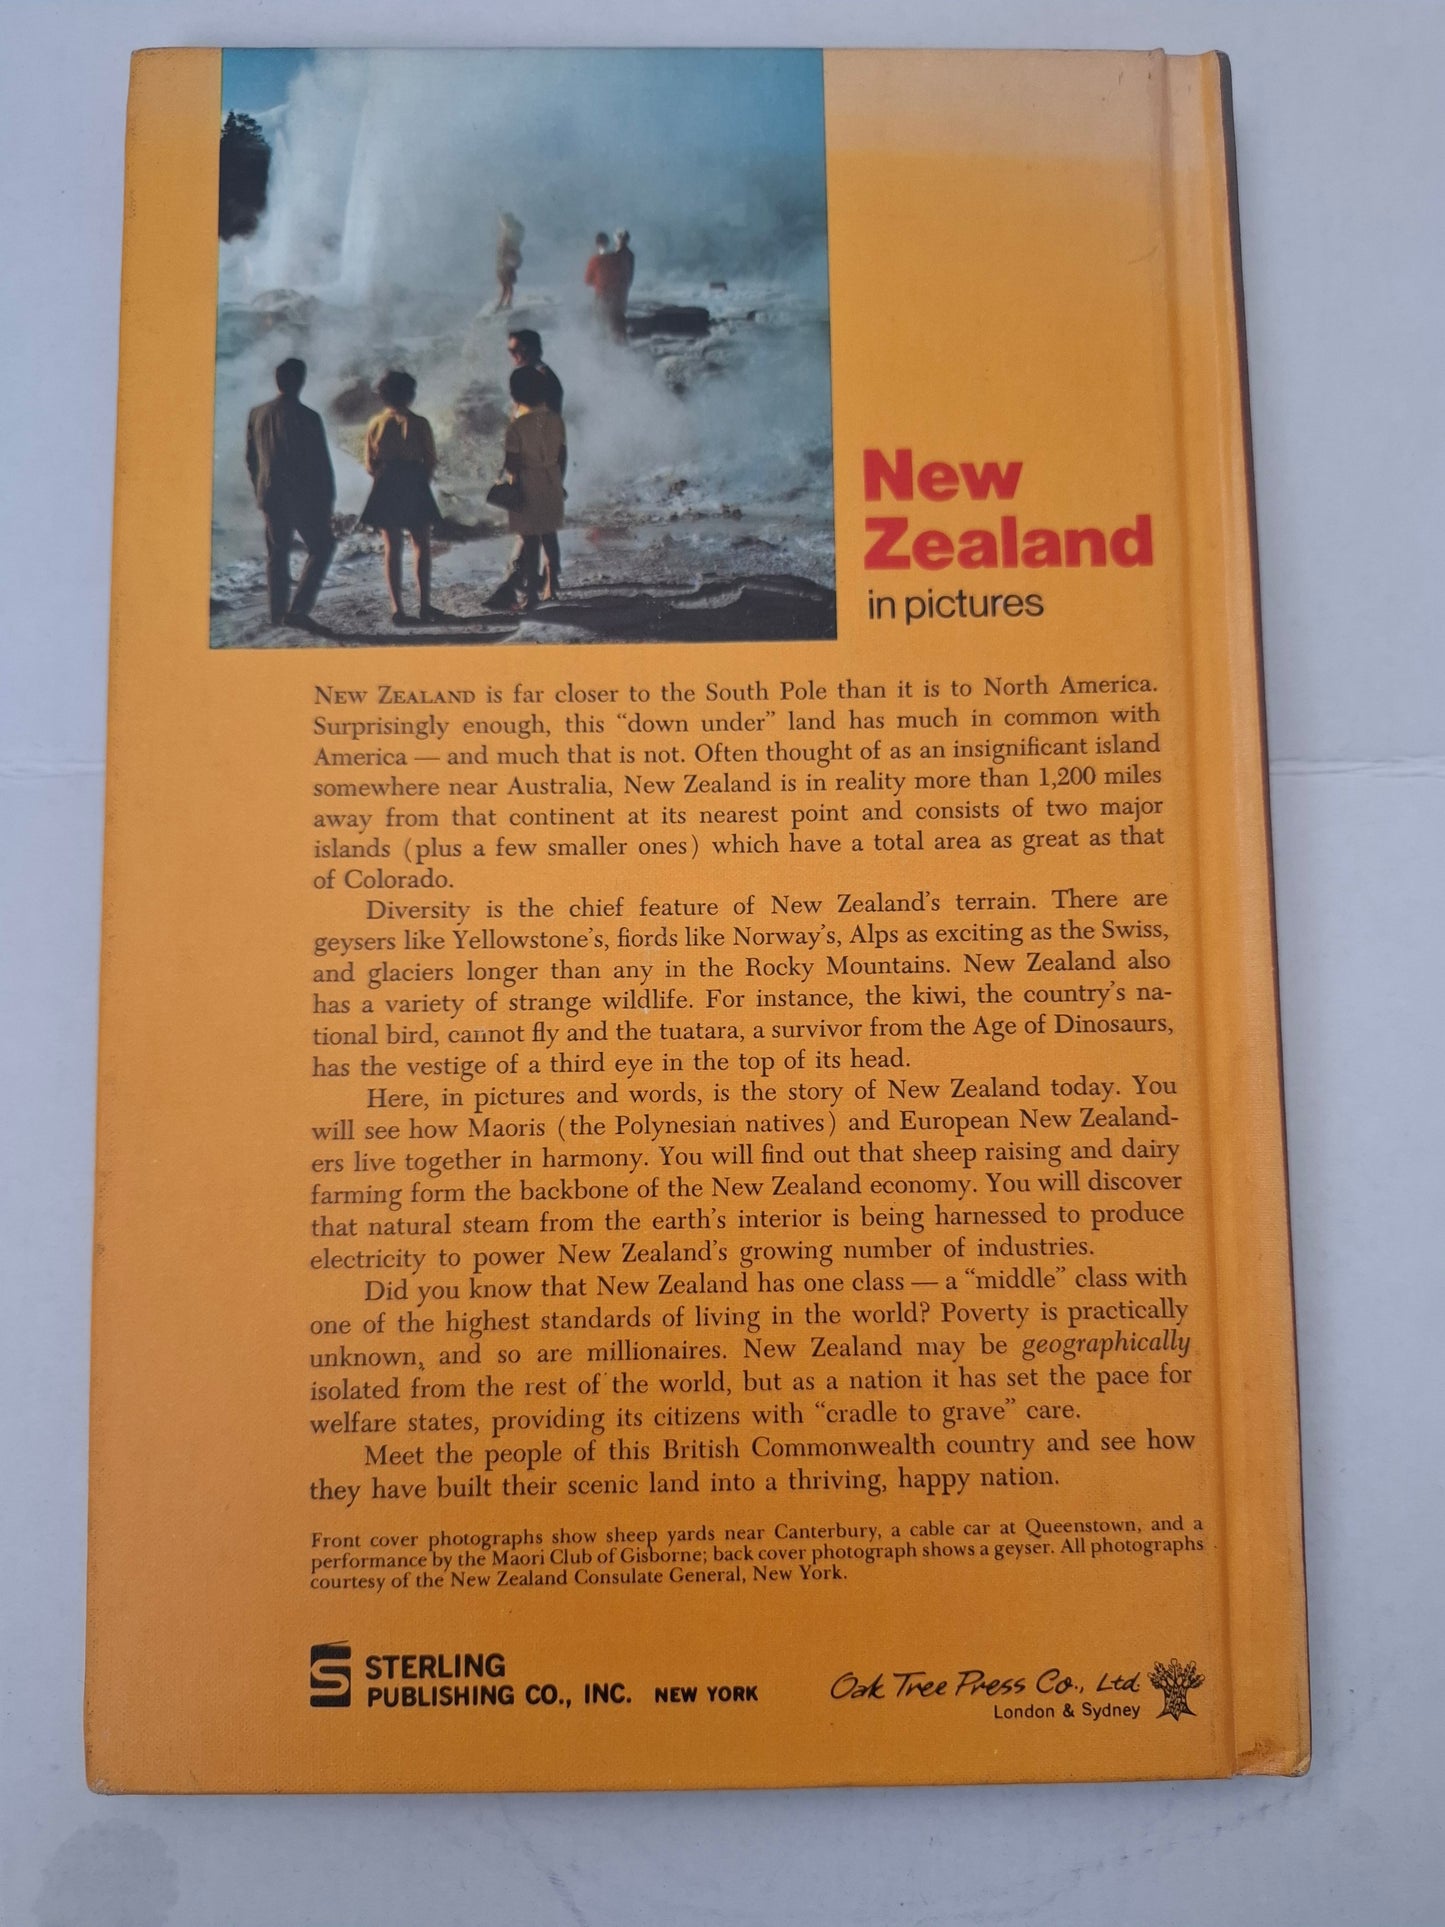 New
Zealand
in pictures
NEW ZEALAND is far closer to the South Pole than it is to North America.
Surprisingly enough, this “down under” land has much in common with
America — and much that is not. Often thought of as an insignificant island
somewhere near Australia, New Zealand is in reality more than 1,200 miles
away from that continent at its nearest point and consists of two major
islands (plus a few smaller ones) which have a total area as great as that
of Colorado.
Diversity is the chief feature of New Zealand’s terrain. There are
geysers like Yellowstone’s, fiords like Norway’s, Alps as exciting as the Swiss,
and glaciers longer than any in the Rocky Mountains. New Zealand also
has a variety of strange wildlife. For instance, the kiwi, the country’s na-
tional bird, cannot fly and the tuatara, a survivor from the Age of Dinosaurs,
has the vestige of a third eye in the top of its head.
Here, in pictures and words, is the story of New Zealand today. You
will see how Maoris (the Polynesian natives) and European New Zealand-
ers live together in harmony. You will find out that sheep raising and dairy
farming form the backbone of the New Zealand economy. You will discover
that natural steam from the earth’s interior is being harnessed to produce
electricity to power New Zealand’s growing number of industries.
Did you know that New Zealand has one class — a “middle” class with
one of the highest standards of living in the world? Poverty is practically
unknown, and so are millionaires. New Zealand may be geographically
isolated from the rest of the world, but as a nation it has set the pace for
welfare states, providing its citizens with “cradle to grave” care.
Meet the people of this British Commonwealth country and see how
they have built their scenic land into a thriving, happy nation.
Front cover photographs show sheep yards near Canterbury, a cable car at Queenstown, and a
performance by the Maori Club of Gisborne; back cover photograph shows a geyser. All photographs
courtesy of the New Zealand Consulate General, New York.
S STERLING
PUBLISHING CO., INC. NEW YORK
Oak Tree Press Co., Ltd.
London & Sydney